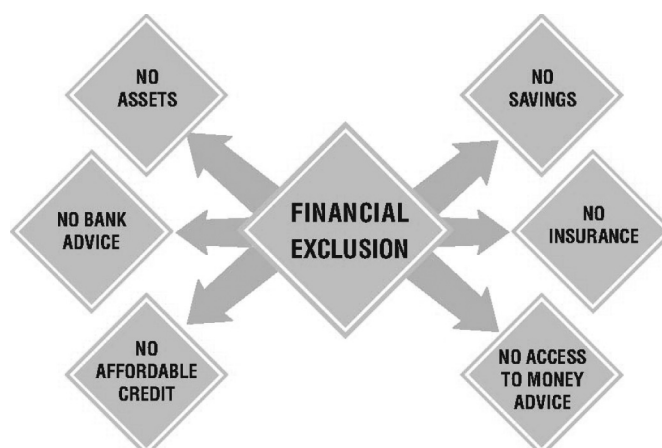 NO
ASSETS
NO
SAVINGS
NO BANK
ADVICE
FINANCIAL
EXCLUSION
NO
INSURANCE
NO
AFFORDABLE
CREDIT
NO ACCESS
TO MONEY
ADVICE